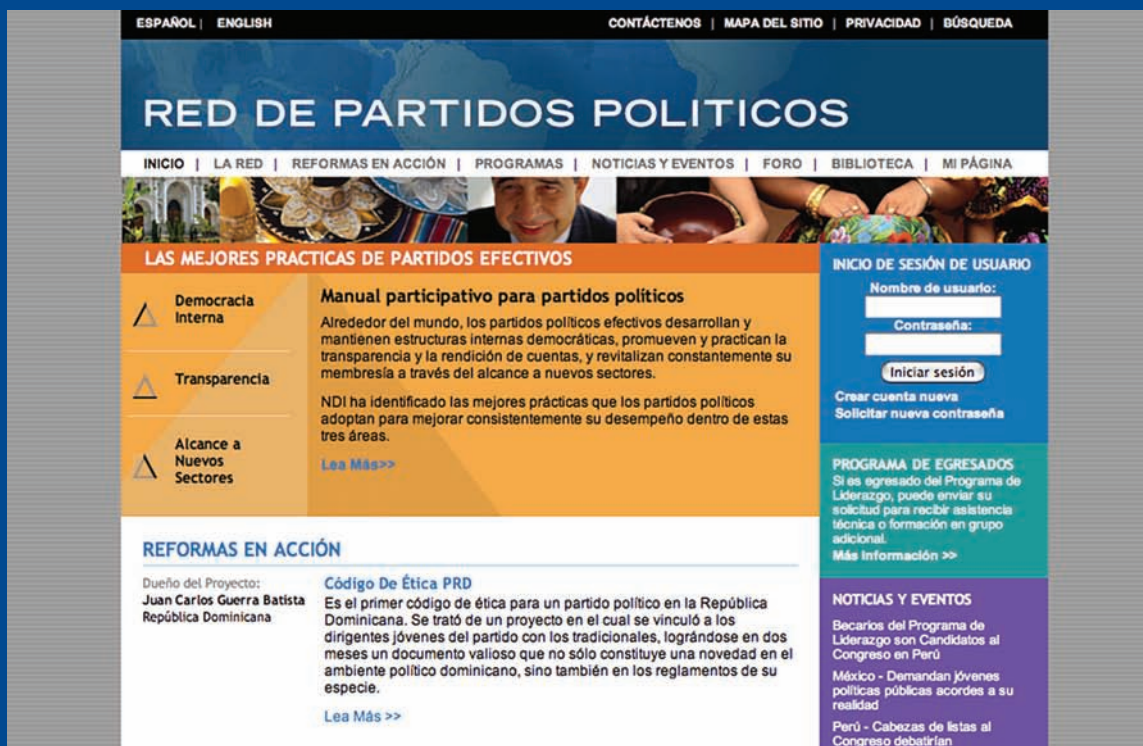 ESPAÑOL | ENGLISH
CONTÁCTENOS | MAPA DEL SITIO | PRIVACIDAD | BÚSQUEDA
RED DE PARTIDOS POLITICOS
INICIO | LA RED | REFORMAS EN ACCIÓN | PROGRAMAS | NOTICIAS Y EVENTOS | FORO | BIBLIOTECA | MI PÁGINA
LAS MEJORES PRACTICAS DE PARTIDOS EFECTIVOS
Democracia
Interna
Transparencia
Alcance a
Nuevos
Sectores
Manual participativo para partidos políticos
Alrededor del mundo, los partidos políticos efectivos desarrollan y
mantienen estructuras internas democráticas, promueven y practican la
transparencia y la rendición de cuentas, y revitalizan constantemente su
membresía a través del alcance a nuevos sectores.
NDI ha identificado las mejores prácticas que los partidos políticos
adoptan para mejorar consistentemente su desempeño dentro de estas
tres áreas.
Lea Más>>
INICIO DE SESIÓN DE USUARIO
Nombre de usuario:
Contraseña:
Iniciar sesión
Crear cuenta nueva
Solicitar nueva contraseña
PROGRAMA DE EGRESADOS
Si es egresado del Programa de
Liderazgo, puede enviar su
solicitud para recibir asistencia
técnica o formación en grupo
adicional.
Más Información >>
REFORMAS EN ACCIÓN
Dueño del Proyecto:
Juan Carlos Guerra Batista
República Dominicana
Código De Ética PRD
Es el primer código de ética para un partido político en la República
Dominicana. Se trató de un proyecto en el cual se vinculó a los
dirigentes jóvenes del partido con los tradicionales, lográndose en dos
meses un documento valioso que no sólo constituye una novedad en el
ambiente político dominicano, sino también en los reglamentos de su
especie.
Lea Más >>
NOTICIAS Y EVENTOS
Becarios del Programa de
Liderazgo son Candidatos al
Congreso en Perú
México - Demandan jóvenes
políticas públicas acordes a su
realidad
Perú - Cabezas de listas al
Congreso debatirían